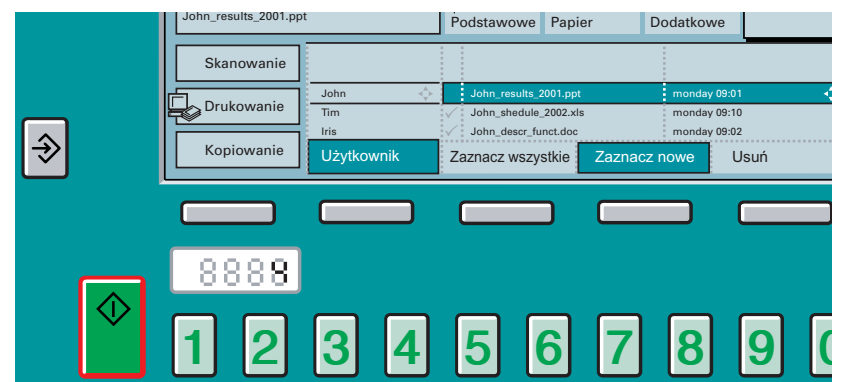 John_results_2001.ppt
Podstawowe Papier Dodatkowe
Skanowanie
Drukowanie
Kopiowanie
John John_results_2001.ppt monday 09:01
Tim John_shedule_2002.xls monday 09:10
Iris John_descr_funct.doc monday 09:02
Użytkownik Zaznacz wszystkie Zaznacz nowe Usuń
8884
1 2 3 4 5 6 7 8 9 0